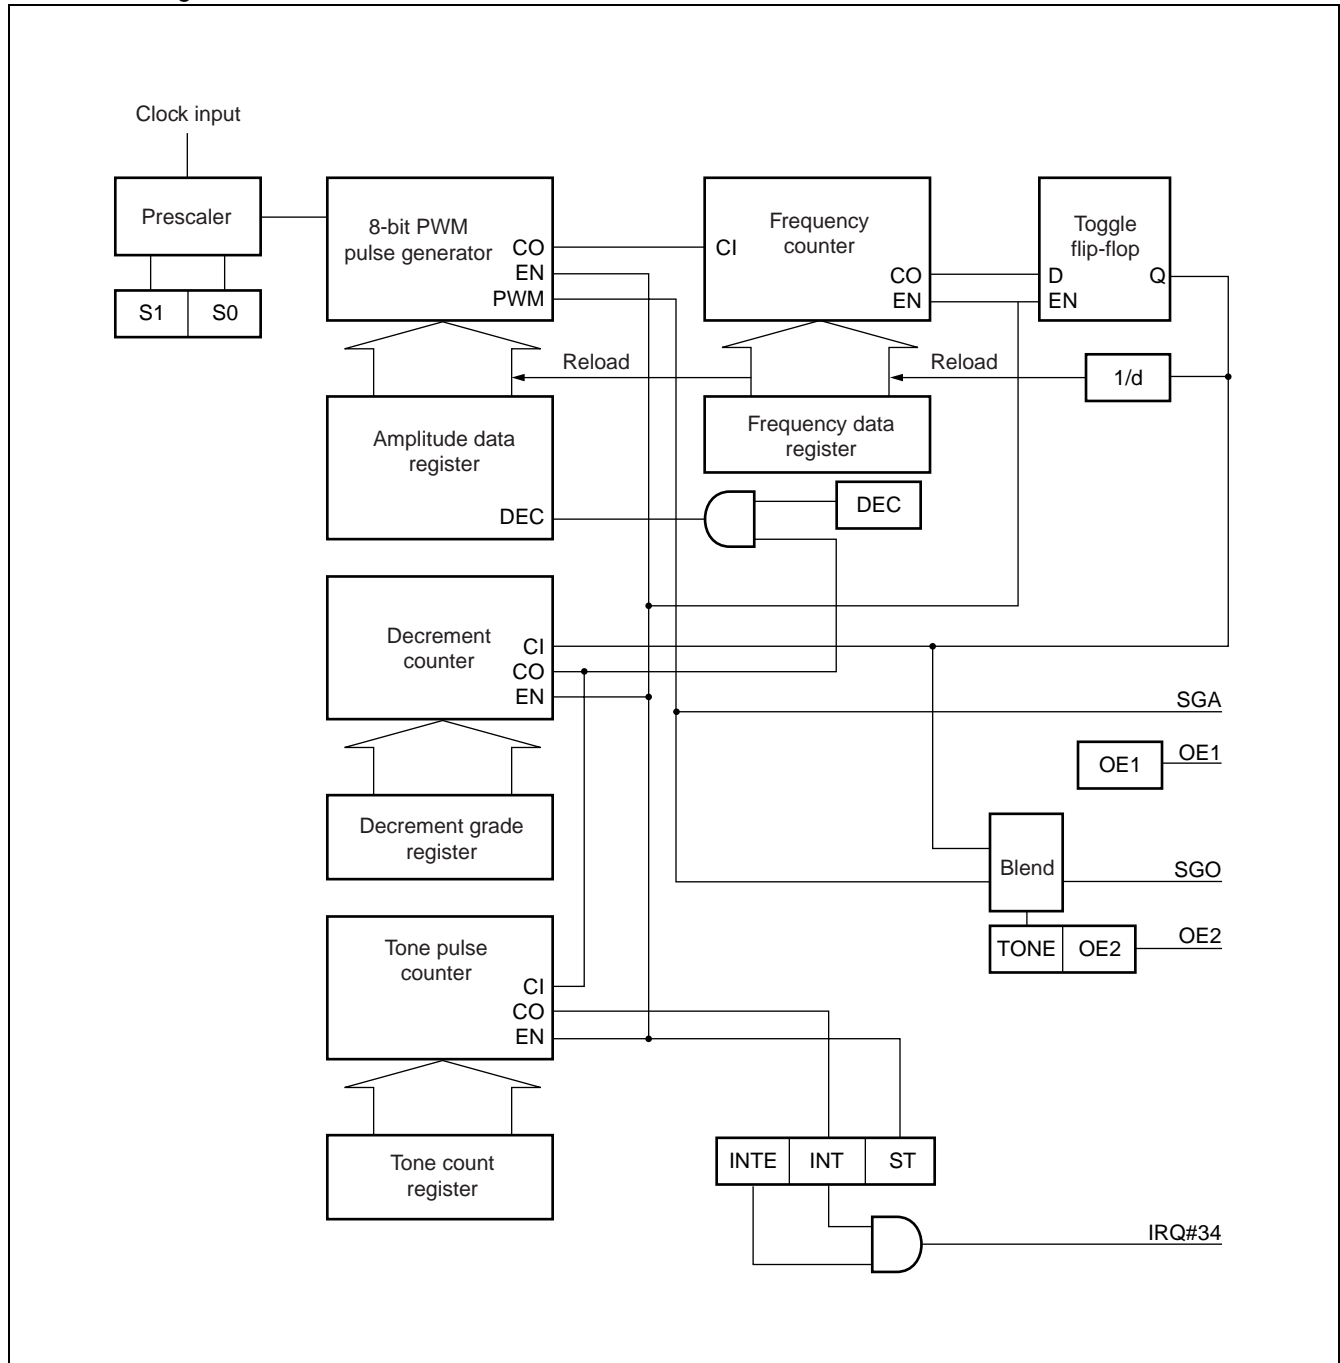 Clock input
Prescaler
S1 S0
8-bit PWM
pulse generator
CO
EN
PWM
Frequency
counter
CI
CO
EN
Toggle
flip-flop
D
Q
EN
Reload
Reload
1/d
Amplitude data
register
DEC
Frequency data
register
DEC
Decrement
counter
CI
CO
EN
SGA
OE1
OE1
Decrement grade
register
Blend
SGO
TONE OE2
OE2
Tone pulse
counter
CI
CO
EN
Tone count
register
INTE INT ST
IRQ#34